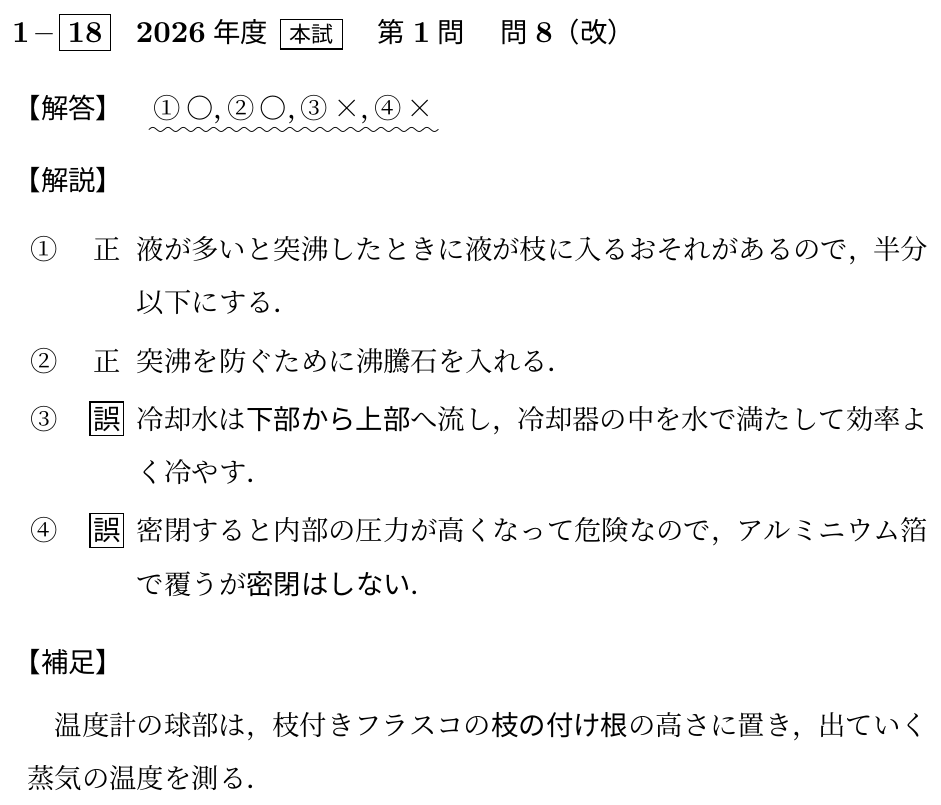 1–18 2026 年度 本試 第 1 問 問 8（改）
【解答】 ① ○, ② ○, ③ ×, ④ ×
【解説】
① 正 液が多いと突沸したときに液が枝に入るおそれがあるので，半分
以下にする．
② 正 突沸を防ぐために沸騰石を入れる．
③ 誤 冷却水は下部から上部へ流し，冷却器の中を水で満たして効率よ
く冷やす．
④ 誤 密閉すると内部の圧力が高くなって危険なので，アルミニウム箔
で覆うが密閉はしない．
【補足】
温度計の球部は，枝付きフラスコの枝の付け根の高さに置き，出ていく
蒸気の温度を測る．